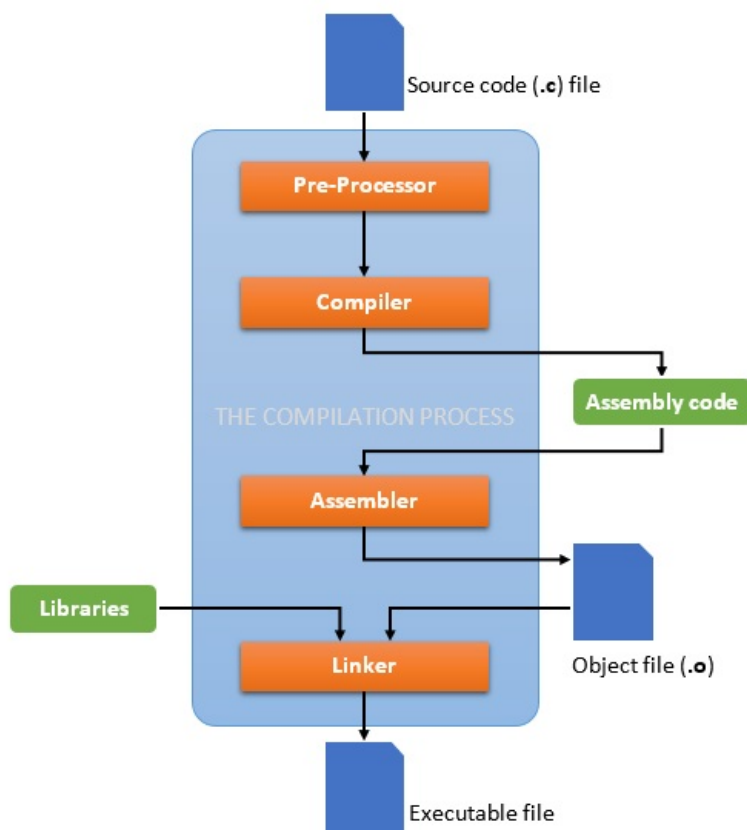 Source code (.c) file
Pre-Processor
Compiler
THE COMPILATION PROCESS
Assembly code
Assembler
Libraries
Linker
Object file (.o)
Executable file